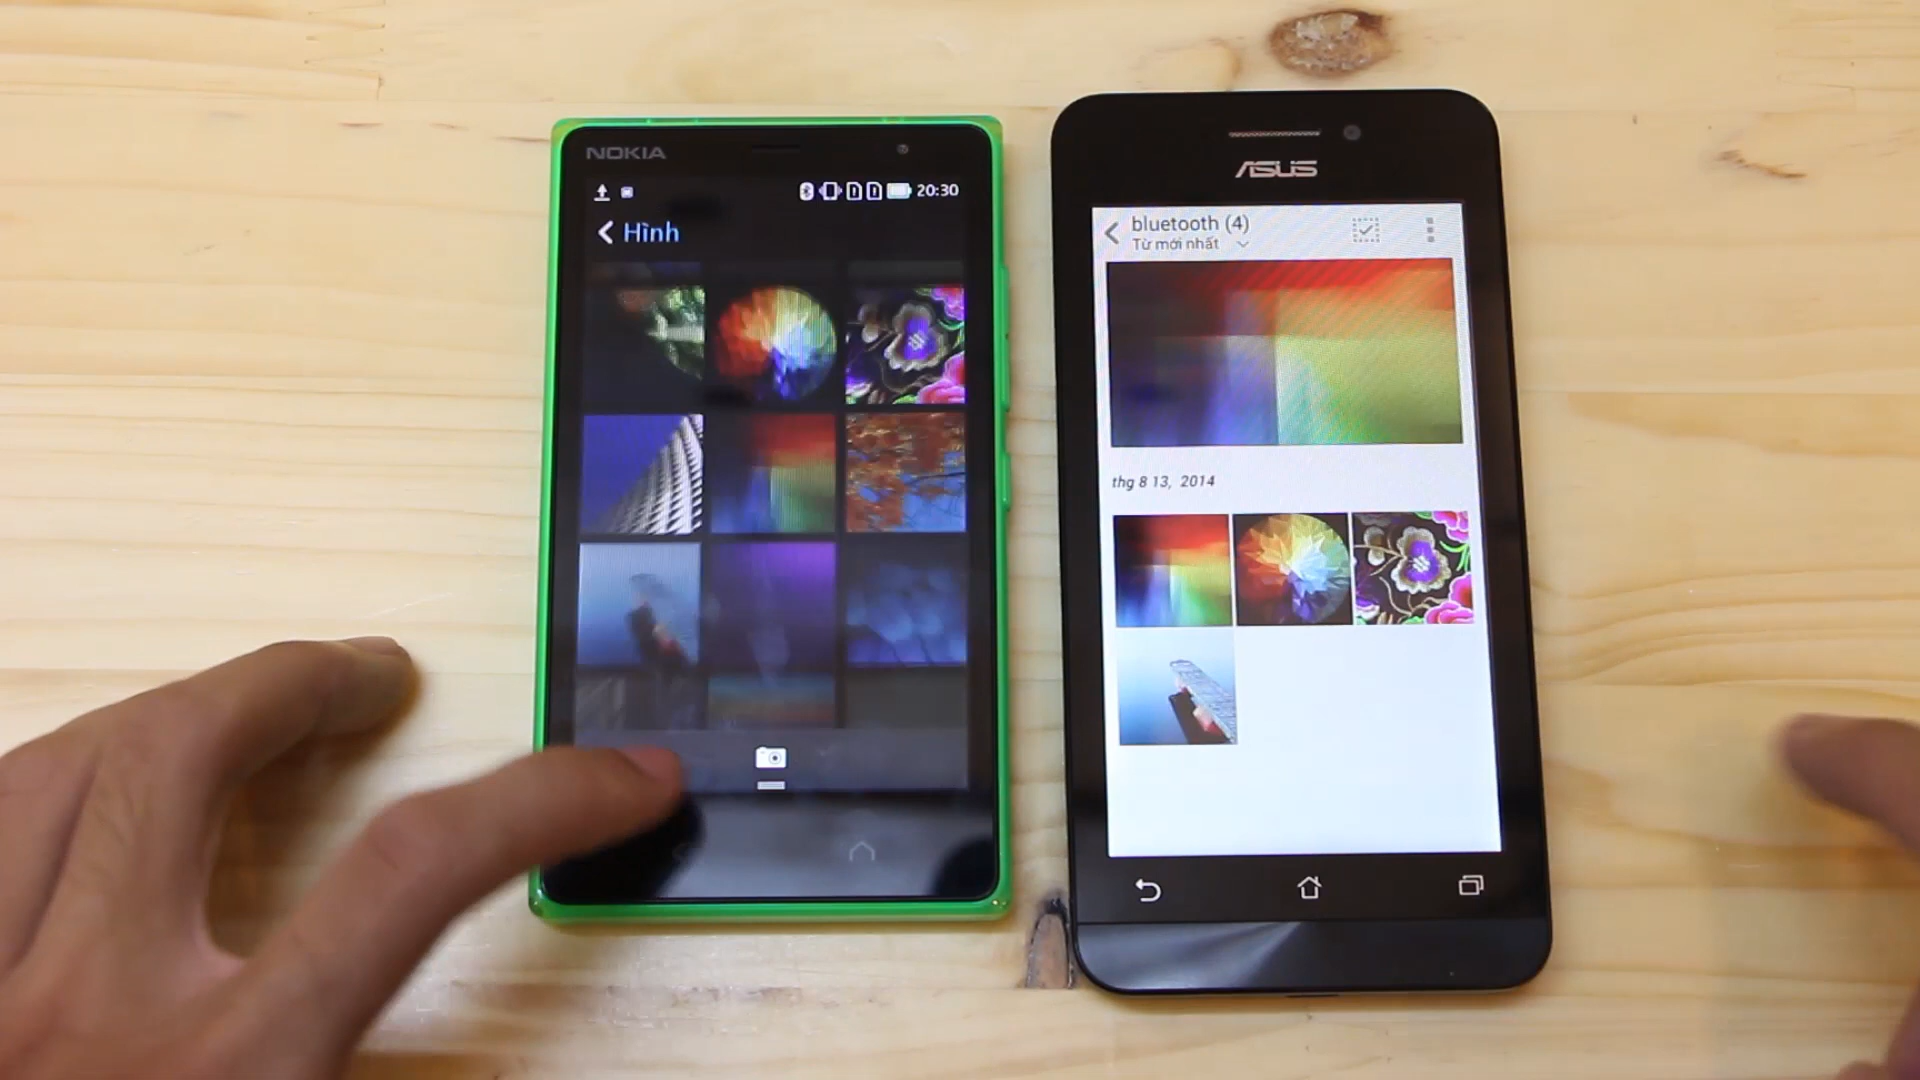 NOKIA
20:30
Hình
ASUS
bluetooth (4)
Từ mới nhất
thg 8 13, 2014